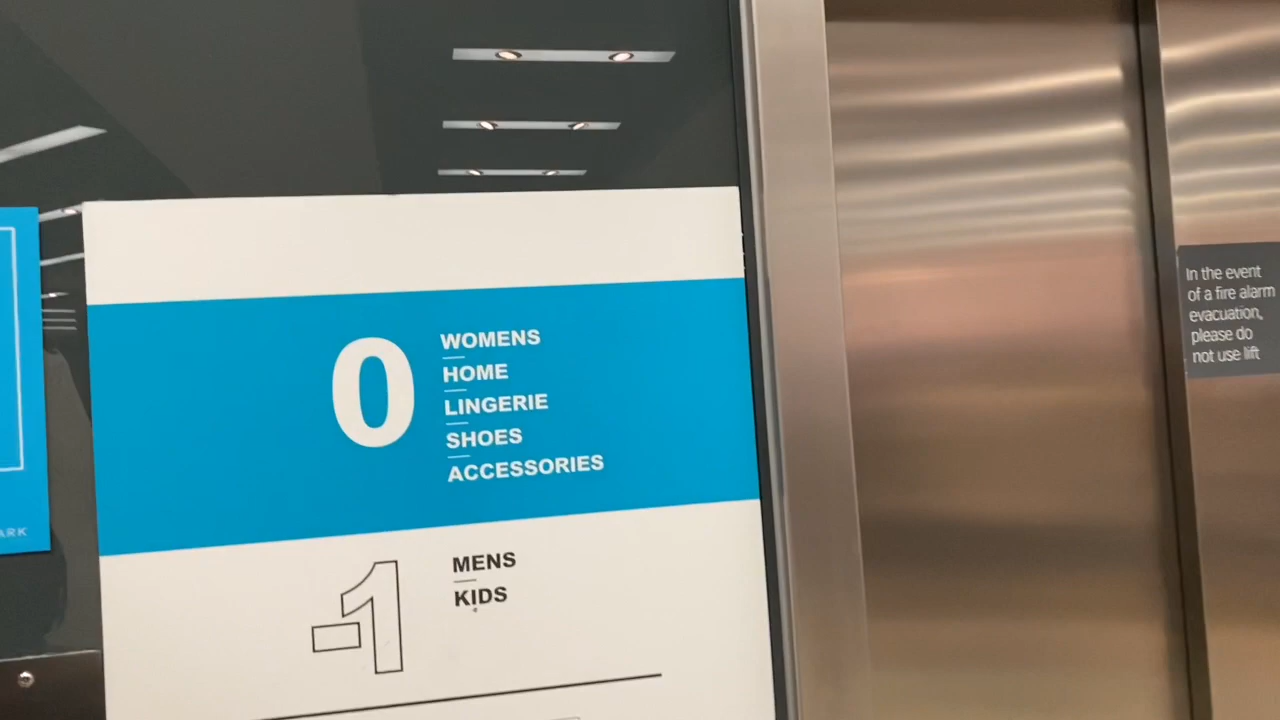 0
WOMENS
HOME
LINGERIE
SHOES
ACCESSORIES
-1
MENS
KIDS
In the event
of a fire alarm
evacuation,
please do
not use lift